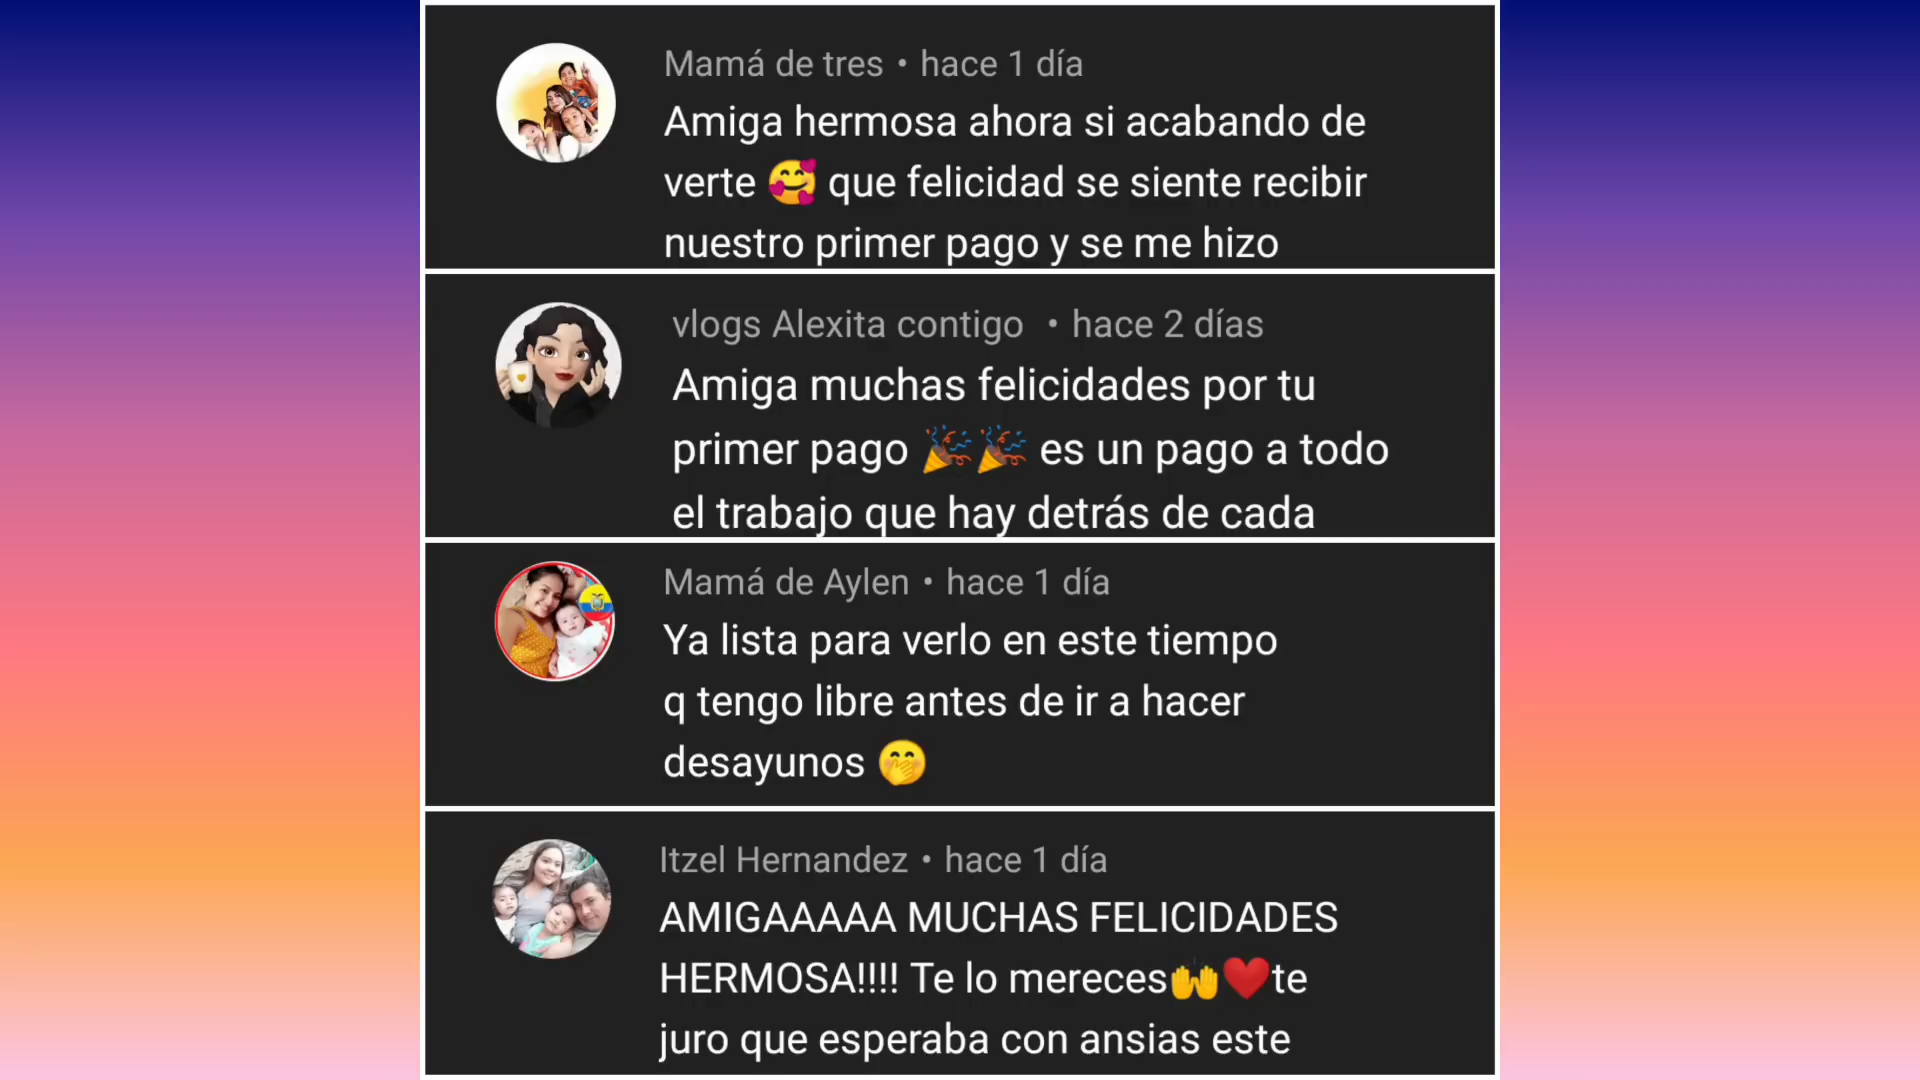 Mamá de tres • hace 1 día
Amiga hermosa ahora si acabando de
verte 🥰 que felicidad se siente recibir
nuestro primer pago y se me hizo
vlogs Alexita contigo • hace 2 días
Amiga muchas felicidades por tu
primer pago 🎉🎉 es un pago a todo
el trabajo que hay detrás de cada
Mamá de Aylen • hace 1 día
Ya lista para verlo en este tiempo
q tengo libre antes de ir a hacer
desayunos 🤭
Itzel Hernandez • hace 1 día
AMIGAAAAA MUCHAS FELICIDADES
HERMOSA!!!! Te lo mereces🙌❤️te
juro que esperaba con ansias este